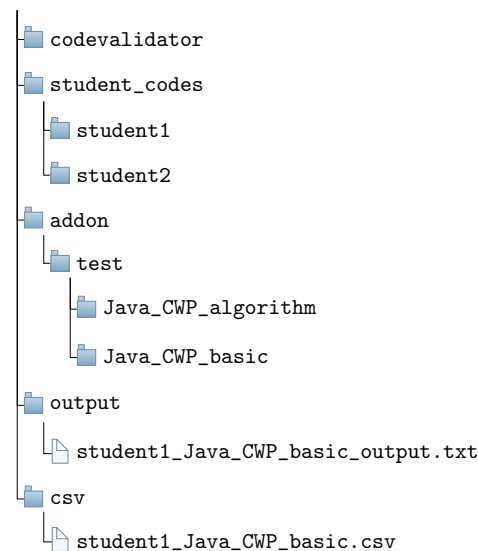 codevalidator
student_codes
student1
student2
addon
test
Java_CWP_algorithm
Java_CWP_basic
output
student1_Java_CWP_basic_output.txt
csv
student1_Java_CWP_basic.csv